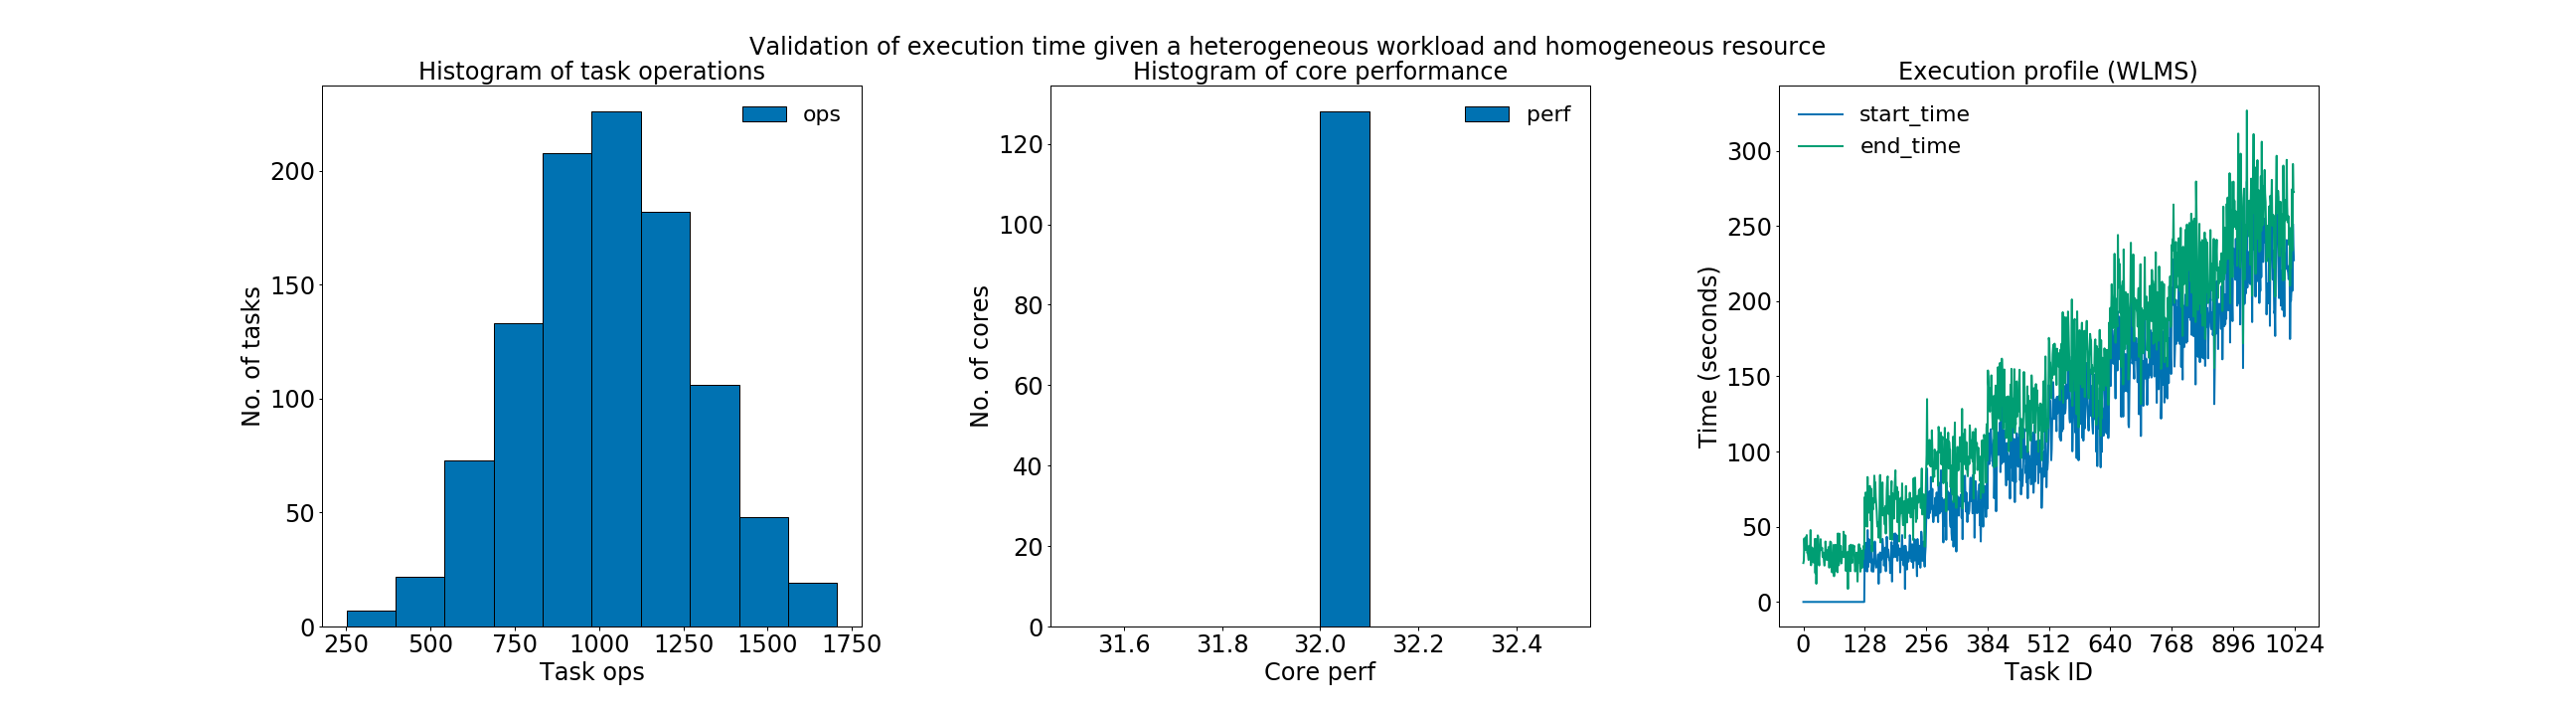 Validation of execution time given a heterogeneous workload and homogeneous resource
Histogram of task operations
ops
No. of tasks
200
150
100
50
0
250 500 750 1000 1250 1500 1750
Task ops
Histogram of core performance
perf
No. of cores
120
100
80
60
40
20
0
31.6 31.8 32.0 32.2 32.4
Core perf
Execution profile (WLMS)
start_time
end_time
Time (seconds)
300
250
200
150
100
50
0
0 128 256 384 512 640 768 896 1024
Task ID